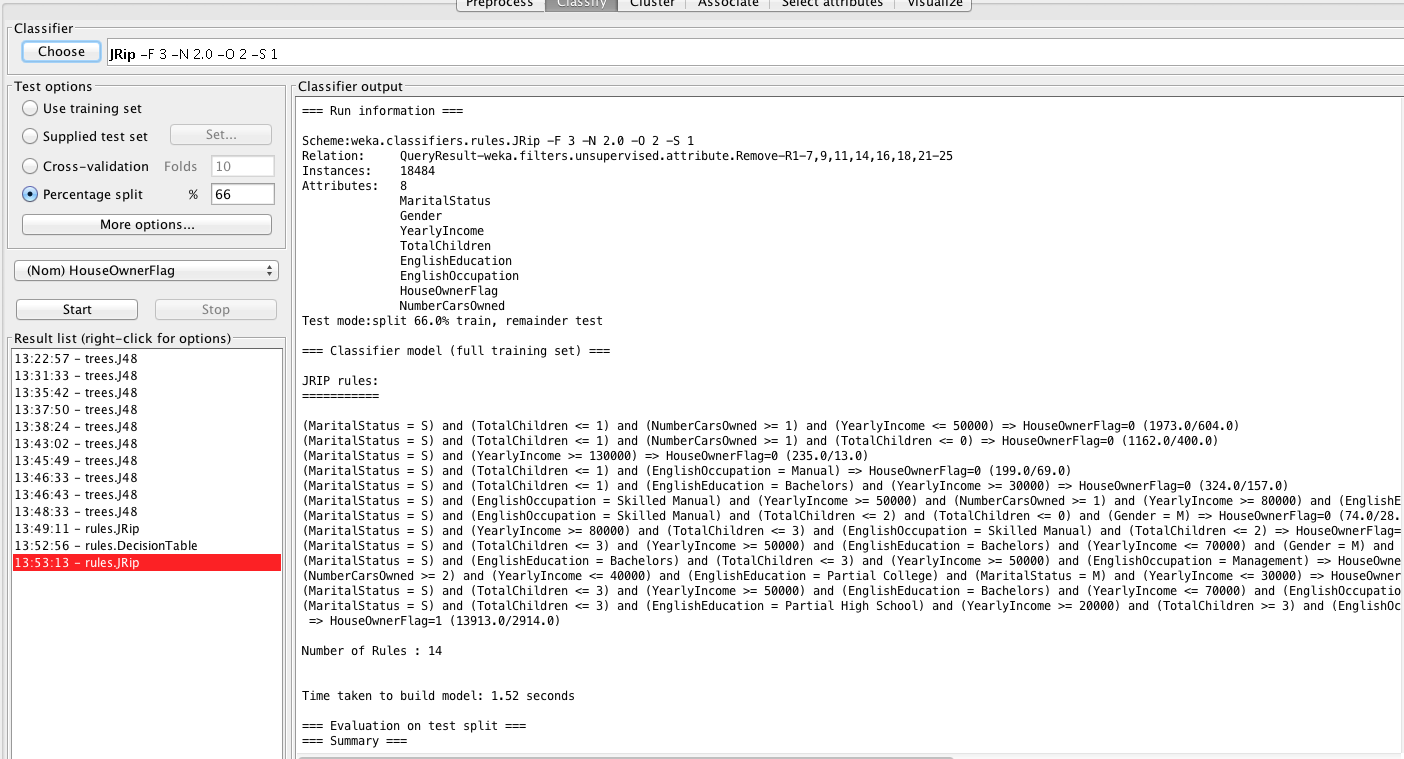 Preprocess Classify Cluster Associate Select attributes Visualize
Classifier
Choose JRip -F 3 -N 2.0 -O 2 -S 1
Test options
Use training set
Supplied test set Set...
Cross-validation Folds 10
Percentage split % 66
More options...
(Nom) HouseOwnerFlag
Start Stop
Result list (right-click for options)
13:22:57 - trees.J48
13:31:33 - trees.J48
13:35:42 - trees.J48
13:37:50 - trees.J48
13:38:24 - trees.J48
13:43:02 - trees.J48
13:45:49 - trees.J48
13:46:33 - trees.J48
13:46:43 - trees.J48
13:48:33 - trees.J48
13:49:11 - rules.JRip
13:52:56 - rules.DecisionTable
13:53:13 - rules.JRip
Classifier output
=== Run information ===
Scheme:weka.classifiers.rules.JRip -F 3 -N 2.0 -O 2 -S 1
Relation: QueryResult-weka.filters.unsupervised.attribute.Remove-R1-7,9,11,14,16,18,21-25
Instances: 18484
Attributes: 8
MaritalStatus
Gender
YearlyIncome
TotalChildren
EnglishEducation
EnglishOccupation
HouseOwnerFlag
NumberCarsOwned
Test mode:split 66.0% train, remainder test
=== Classifier model (full training set) ===
JRIP rules:
===========
(MaritalStatus = S) and (TotalChildren <= 1) and (NumberCarsOwned >= 1) and (YearlyIncome <= 50000) => HouseOwnerFlag=0 (1973.0/604.0)
(MaritalStatus = S) and (TotalChildren <= 1) and (NumberCarsOwned >= 1) and (TotalChildren <= 0) => HouseOwnerFlag=0 (1162.0/400.0)
(MaritalStatus = S) and (YearlyIncome >= 130000) => HouseOwnerFlag=0 (235.0/13.0)
(MaritalStatus = S) and (TotalChildren <= 1) and (EnglishOccupation = Manual) => HouseOwnerFlag=0 (199.0/69.0)
(MaritalStatus = S) and (TotalChildren <= 1) and (EnglishEducation = Bachelors) and (YearlyIncome >= 30000) => HouseOwnerFlag=0 (324.0/157.0)
(MaritalStatus = S) and (EnglishOccupation = Skilled Manual) and (YearlyIncome >= 50000) and (NumberCarsOwned >= 1) and (YearlyIncome >= 80000) and (EnglishE
(MaritalStatus = S) and (EnglishOccupation = Skilled Manual) and (TotalChildren <= 2) and (TotalChildren <= 0) and (Gender = M) => HouseOwnerFlag=0 (74.0/28.
(MaritalStatus = S) and (YearlyIncome >= 80000) and (TotalChildren <= 3) and (EnglishOccupation = Skilled Manual) and (TotalChildren <= 2) => HouseOwnerFlag=
(MaritalStatus = S) and (TotalChildren <= 3) and (YearlyIncome >= 50000) and (EnglishEducation = Bachelors) and (YearlyIncome <= 70000) and (Gender = M) and
(MaritalStatus = S) and (EnglishEducation = Bachelors) and (TotalChildren <= 3) and (YearlyIncome >= 50000) and (EnglishOccupation = Management) => HouseOwne
(NumberCarsOwned >= 2) and (YearlyIncome <= 40000) and (EnglishEducation = Partial College) and (MaritalStatus = M) and (YearlyIncome <= 30000) => HouseOwner
(MaritalStatus = S) and (TotalChildren <= 3) and (YearlyIncome >= 50000) and (EnglishEducation = Bachelors) and (YearlyIncome <= 70000) and (EnglishOccupatio
(MaritalStatus = S) and (TotalChildren <= 3) and (EnglishEducation = Partial High School) and (YearlyIncome >= 20000) and (TotalChildren >= 3) and (EnglishOc
=> HouseOwnerFlag=1 (13913.0/2914.0)
Number of Rules : 14
Time taken to build model: 1.52 seconds
=== Evaluation on test split ===
=== Summary ===